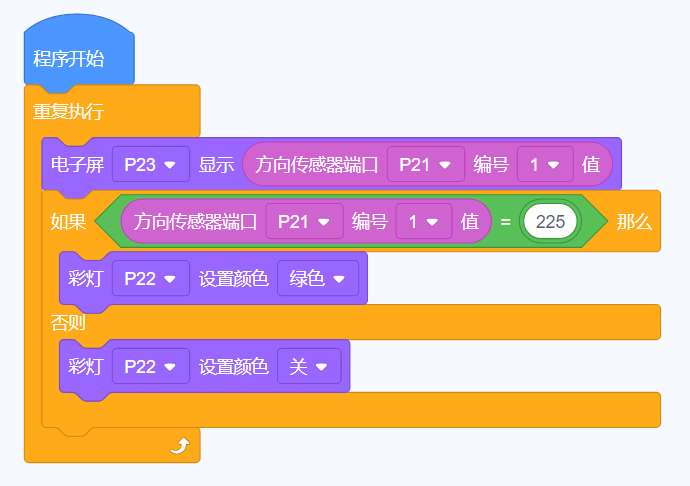 程序开始
重复执行
电子屏 P23 显示 方向传感器端口 P21 编号 1 值
如果 方向传感器端口 P21 编号 1 值 = 225 那么
彩灯 P22 设置颜色 绿色
否则
彩灯 P22 设置颜色 关